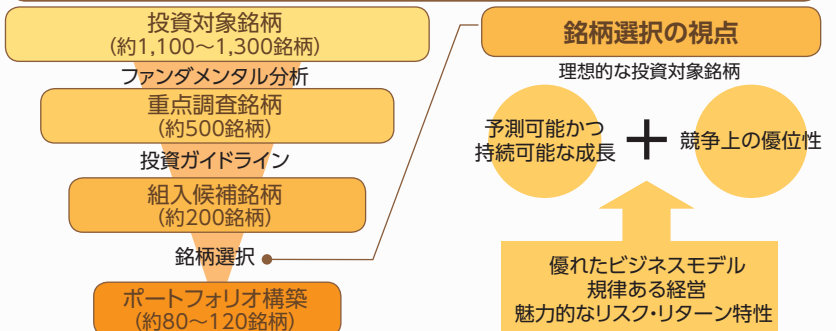 投資対象銘柄
(約1,100～1,300銘柄)
ファンダメンタル分析
重点調査銘柄
(約500銘柄)
投資ガイドライン
組入候補銘柄
(約200銘柄)
銘柄選択
ポートフォリオ構築
(約80～120銘柄)
銘柄選択の視点
理想的な投資対象銘柄
予測可能かつ
持続可能な成長
＋
競争上の優位性
優れたビジネスモデル
規律ある経営
魅力的なリスク・リターン特性